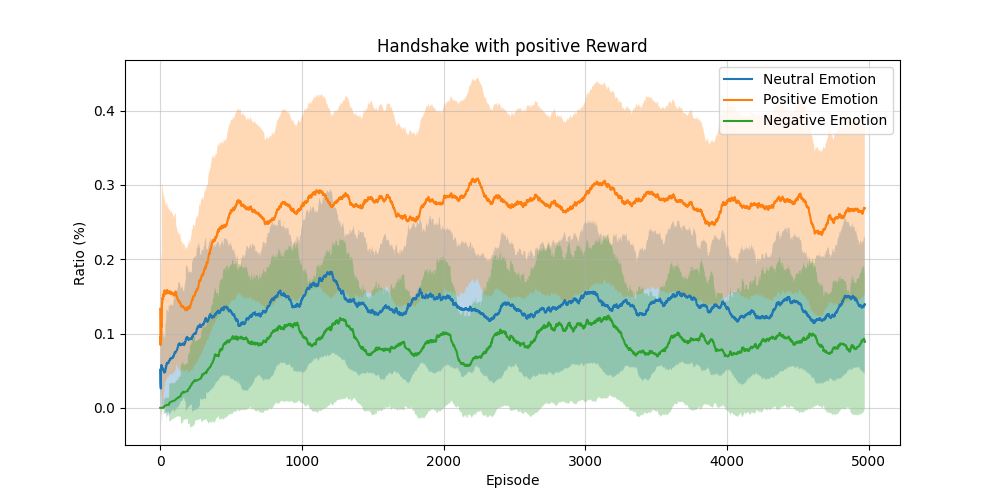 Handshake with positive Reward
Neutral Emotion
Positive Emotion
Negative Emotion
Ratio (%)
0.4
0.3
0.2
0.1
0.0
0 1000 2000 3000 4000 5000
Episode